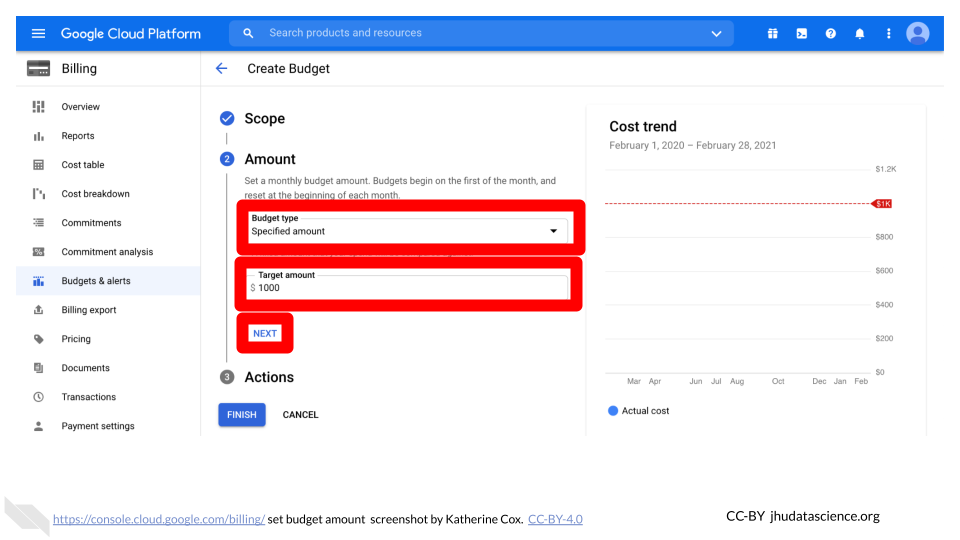 Google Cloud Platform
Search products and resources
Billing
Create Budget
Overview
Reports
Cost table
Cost breakdown
Commitments
Commitment analysis
Budgets & alerts
Billing export
Pricing
Documents
Transactions
Payment settings
Scope
2 Amount
Set a monthly budget amount. Budgets begin on the first of the month, and
reset at the beginning of each month.
Budget type
Specified amount
Target amount
$ 1000
NEXT
3 Actions
FINISH CANCEL
Cost trend
February 1, 2020 – February 28, 2021
$1.2K
$1K
$800
$600
$400
$200
$0
Mar Apr Jun Jul Aug Oct Dec Jan Feb
Actual cost
https://console.cloud.google.com/billing/ set budget amount screenshot by Katherine Cox. CC-BY-4.0
CC-BY jhudatascience.org